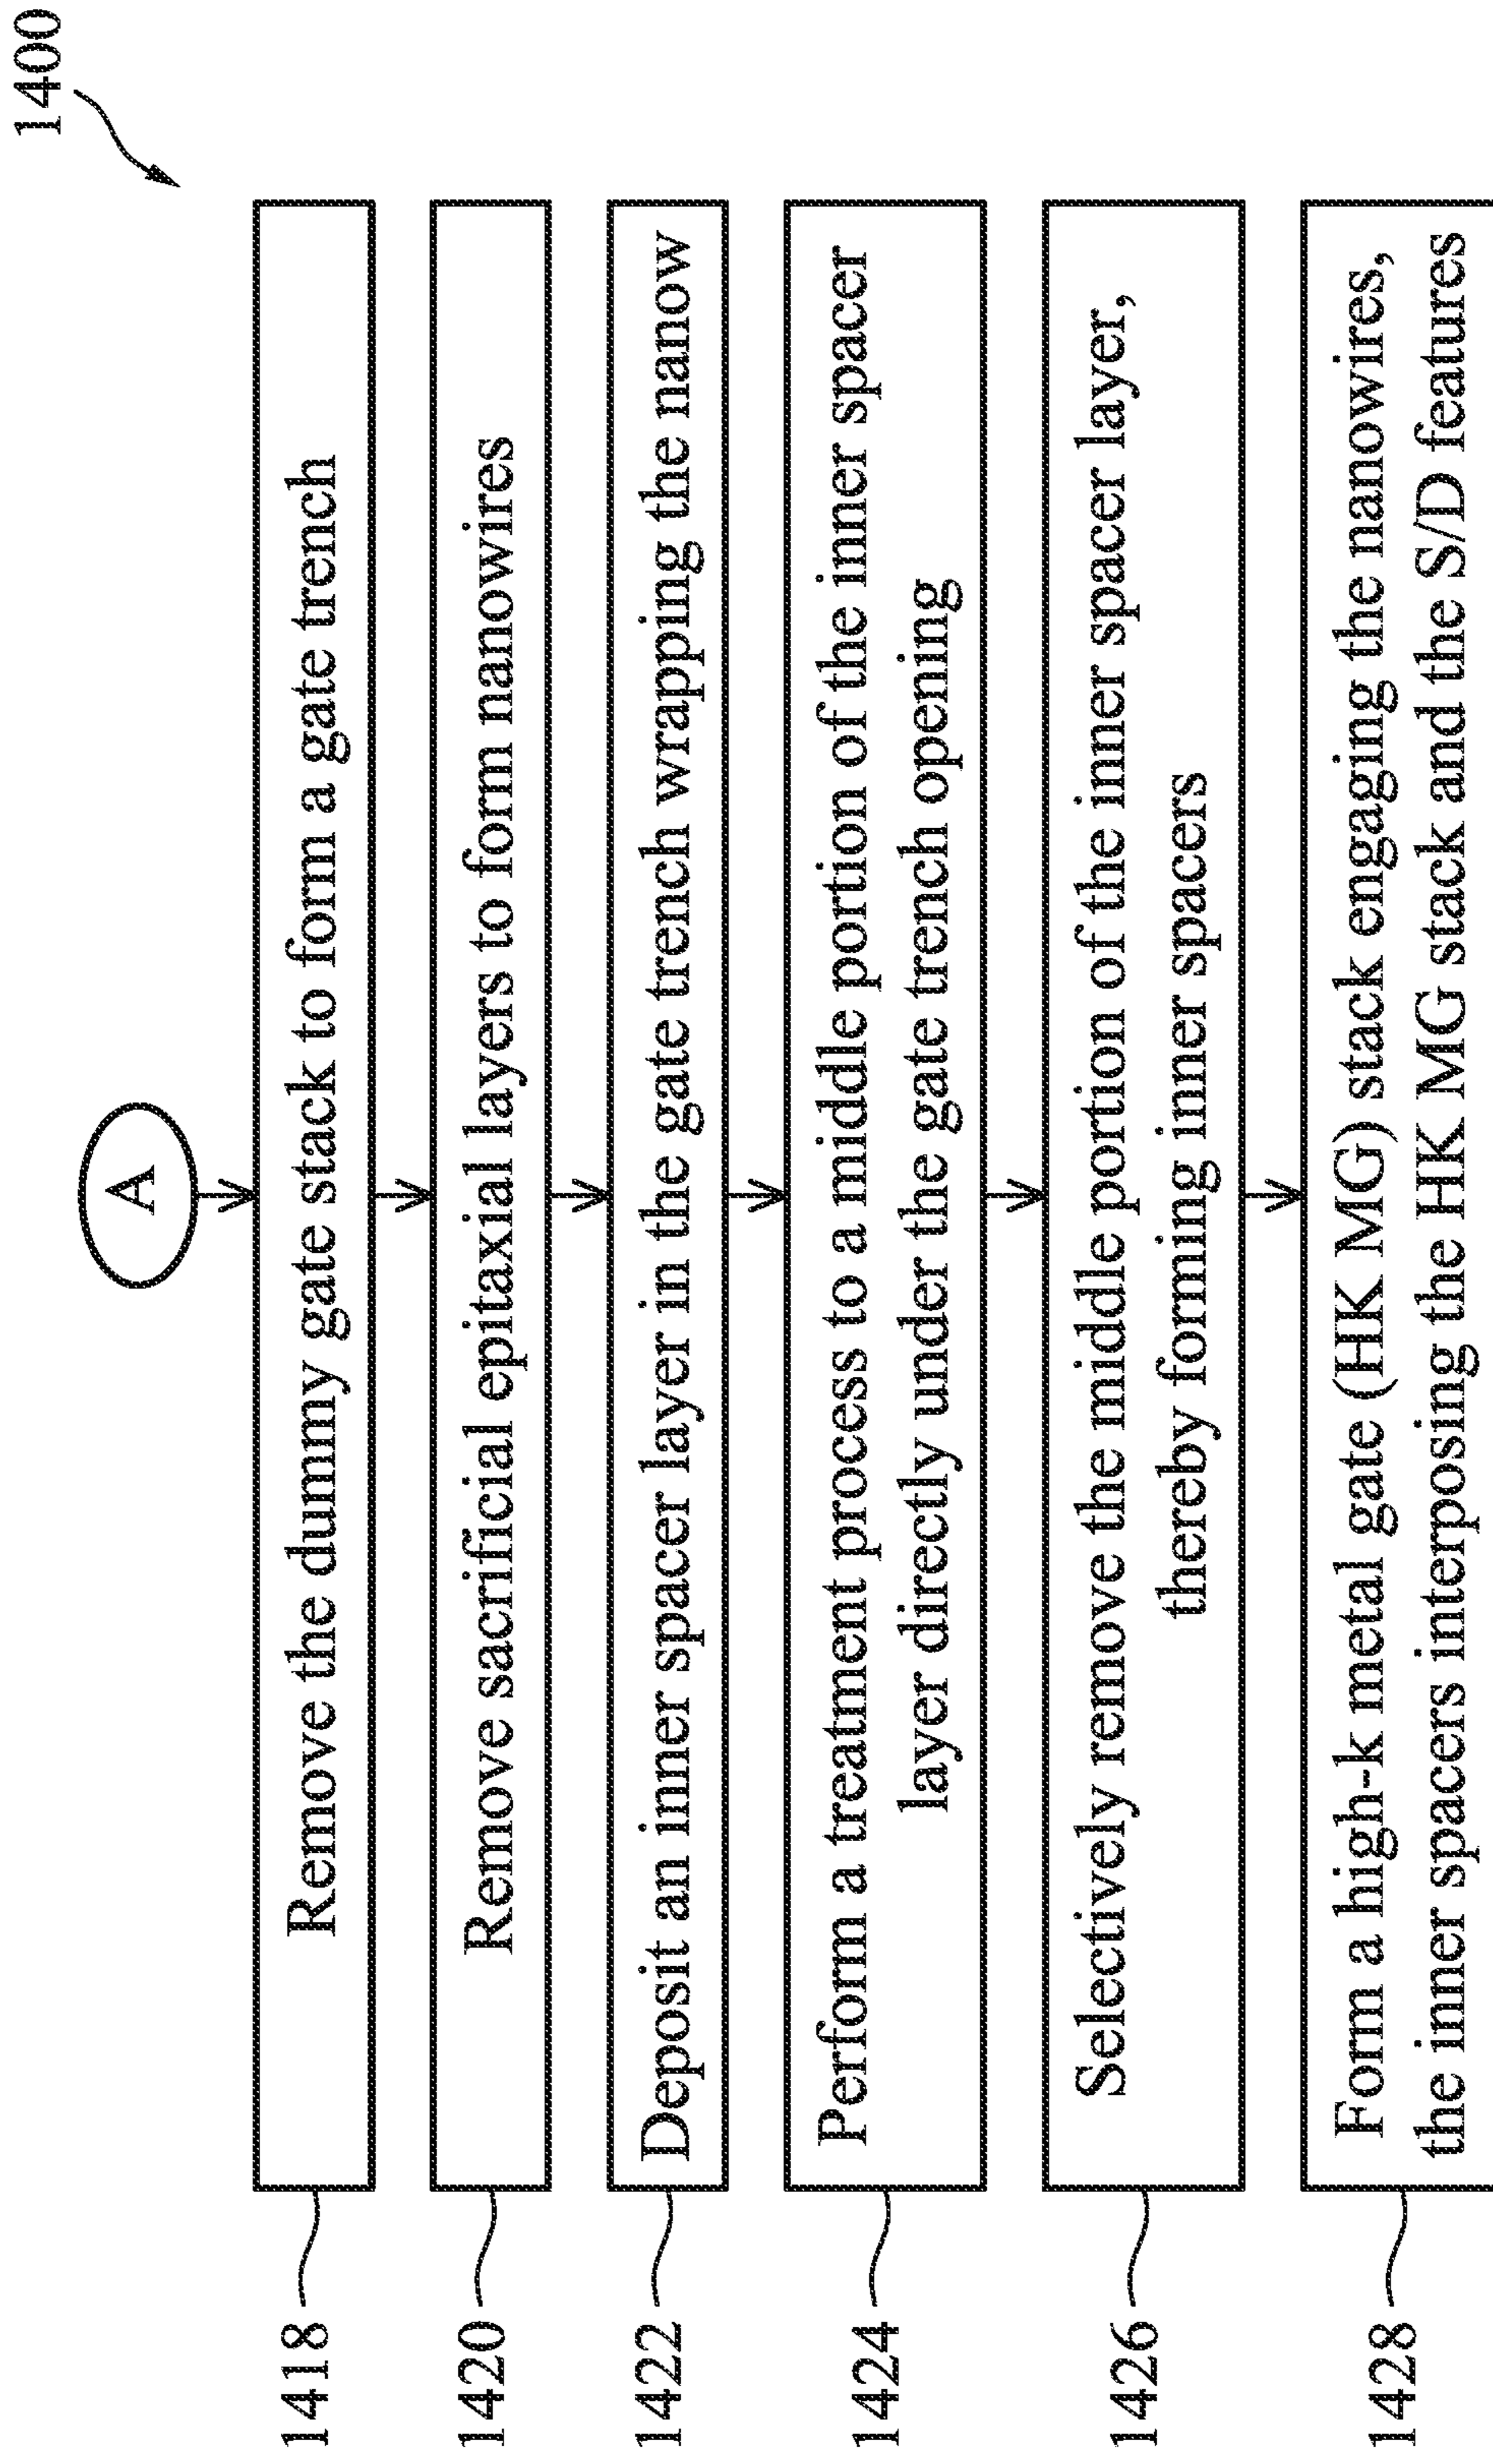 1400
A
1418
Remove the dummy gate stack to form a gate trench
1420
Remove sacrificial epitaxial layers to form nanowires
1422
Deposit an inner spacer layer in the gate trench wrapping the nanow
1424
Perform a treatment process to a middle portion of the inner spacer
layer directly under the gate trench opening
1426
Selectively remove the middle portion of the inner spacer layer,
thereby forming inner spacers
1428
Form a high-k metal gate (HK MG) stack engaging the nanowires,
the inner spacers interposing the HK MG stack and the S/D features